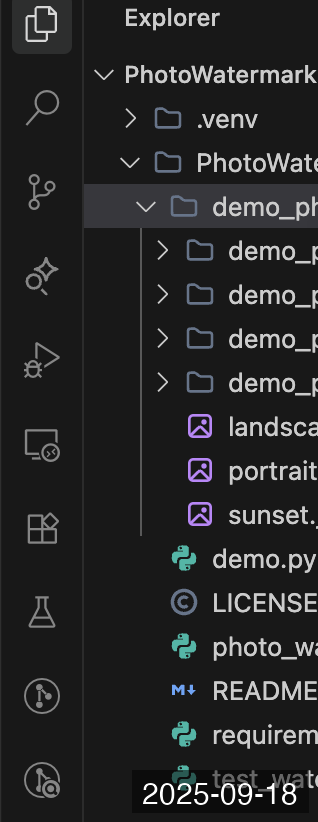 Explorer
PhotoWatermark
.venv
PhotoWate
demo_ph
demo_p
demo_p
demo_p
demo_p
landsca
portrait
sunset.
demo.py
LICENSE
photo_wa
README
requirem
test_wate
2025-09-18